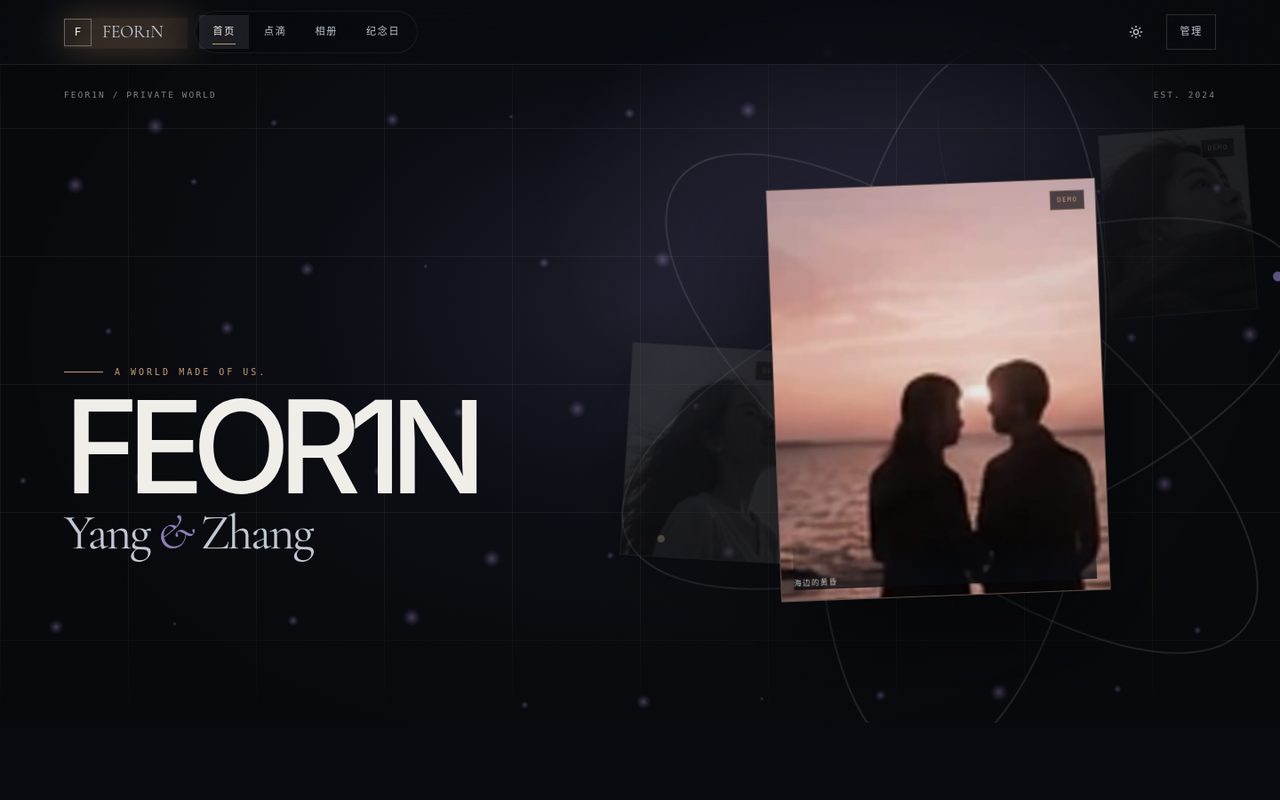 F FEOR1N 首页 点滴 相册 纪念日 管理
FEOR1N / PRIVATE WORLD
EST. 2024
DEMO
DEMO
A WORLD MADE OF US.
FEOR1N
Yang & Zhang
海边的黄昏